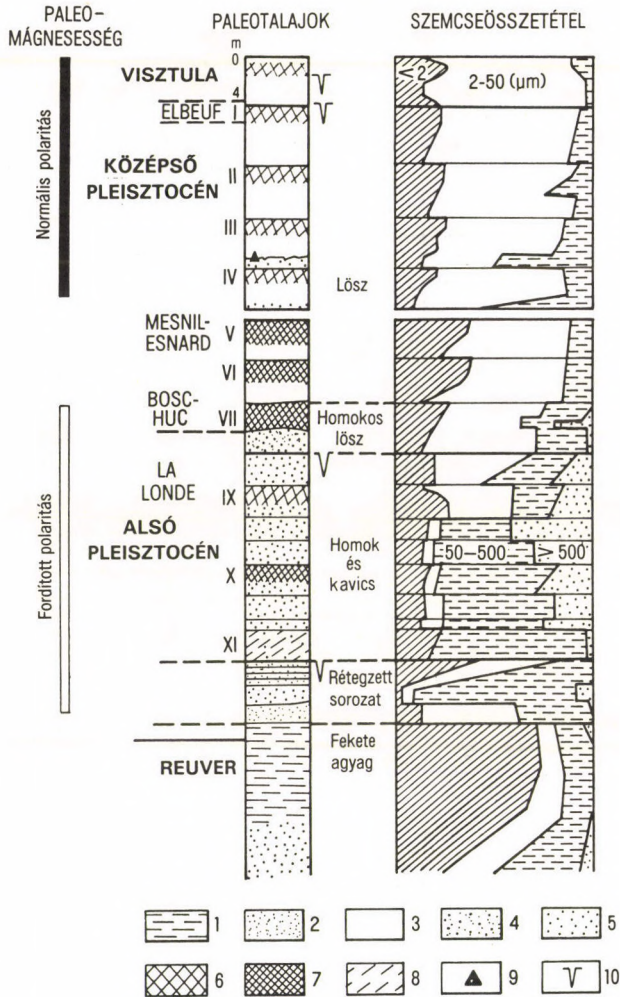 PALEO-
MÁGNESESSÉG
PALEOTALAJOK
SZEMCSEÖSSZETÉTEL
m
0
VISZTULA
4
ELBEUF I
< 2
2-50 (μm)
KÖZÉPSŐ
PLEISZTOCÉN
II
III
IV
Lösz
Normális polaritás
MESNIL-
ESNARD V
VI
BOSC-
HUC VII
Homokos
lösz
LA
LONDE IX
ALSÓ
PLEISZTOCÉN
X
XI
Homok
és
kavics
50-500
> 500
Fordított polaritás
Rétegzett
sorozat
REUVER
Fekete
agyag
1 2 3 4 5
6 7 8 9 10